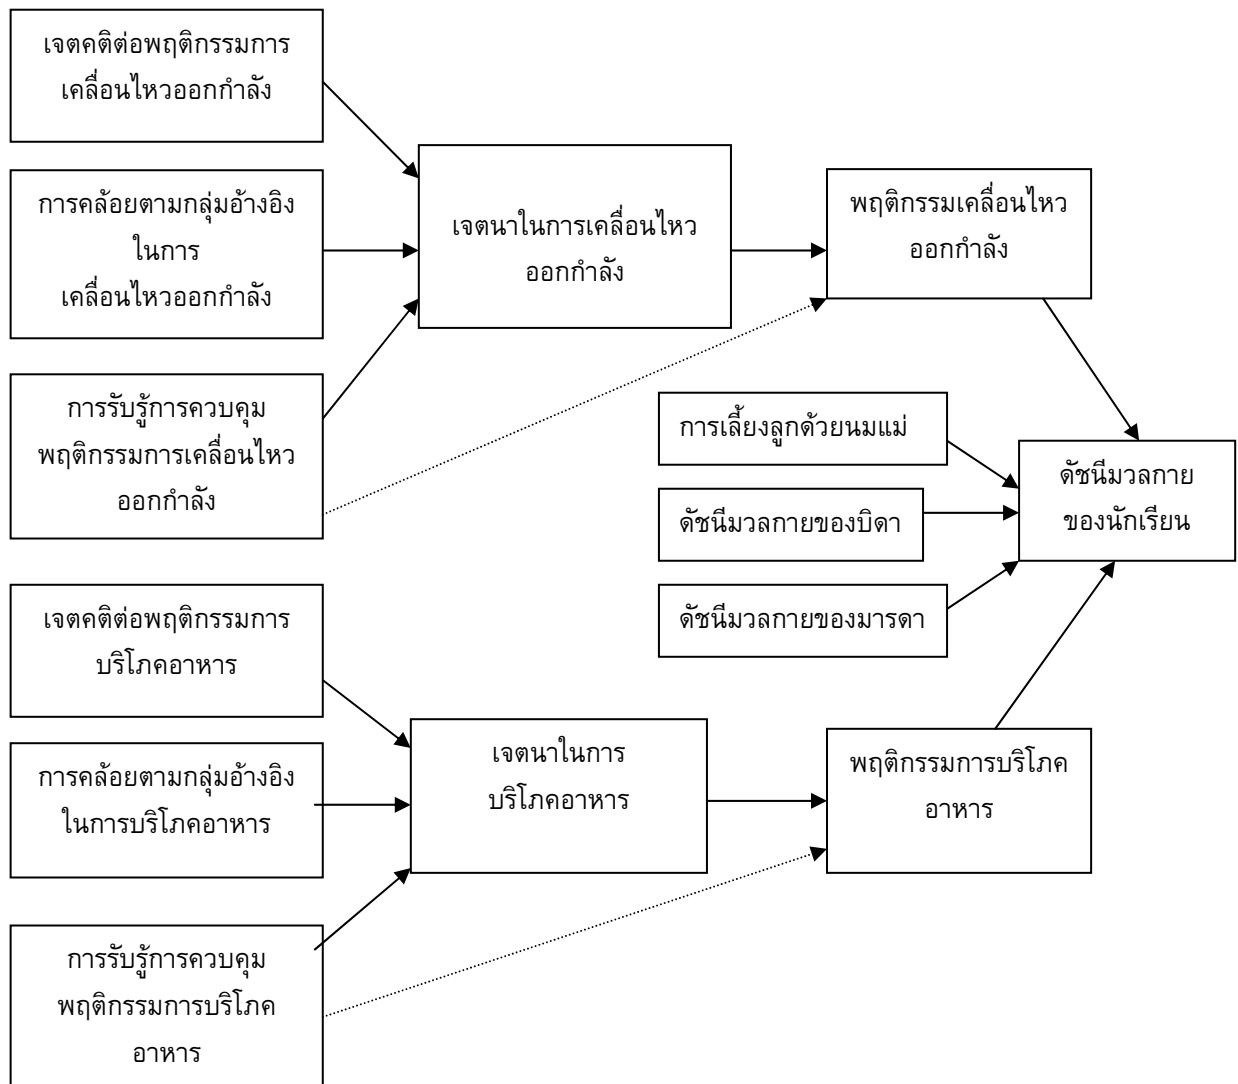 เจตคติต่อพฤติกรรมการ
เคลื่อนไหวออกกำลัง
การคล้อยตามกลุ่มอ้างอิง
ในการ
เคลื่อนไหวออกกำลัง
การรับรู้การควบคุม
พฤติกรรมการเคลื่อนไหว
ออกกำลัง
เจตนาในการเคลื่อนไหว
ออกกำลัง
พฤติกรรมเคลื่อนไหว
ออกกำลัง
การเลี้ยงลูกด้วยนมแม่
ดัชนีมวลกายของบิดา
ดัชนีมวลกายของมารดา
ดัชนีมวลกาย
ของนักเรียน
เจตคติต่อพฤติกรรมการ
บริโภคอาหาร
การคล้อยตามกลุ่มอ้างอิง
ในการบริโภคอาหาร
การรับรู้การควบคุม
พฤติกรรมการบริโภค
อาหาร
เจตนาในการ
บริโภคอาหาร
พฤติกรรมการบริโภค
อาหาร